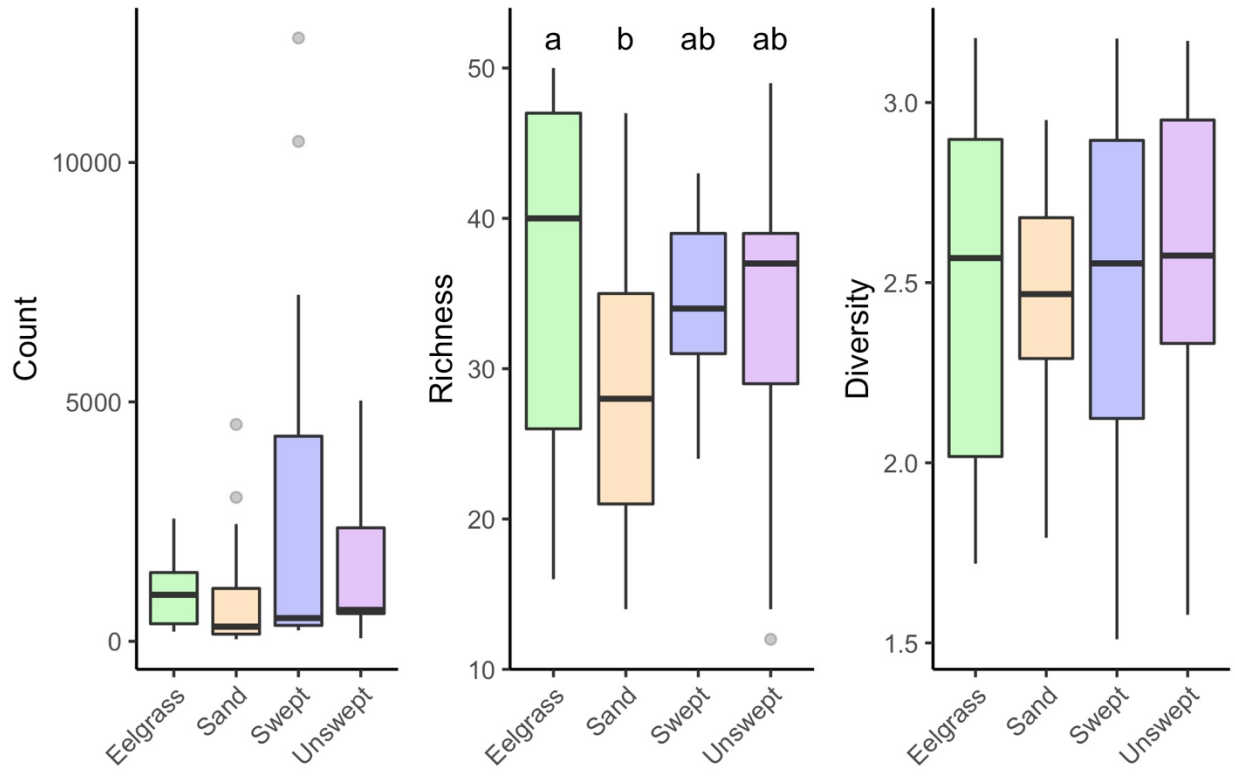 Count
10000
5000
0
Eelgrass
Sand
Swept
Unswept
Richness
a b ab ab
50
40
30
20
10
Eelgrass
Sand
Swept
Unswept
Diversity
3.0
2.5
2.0
1.5
Eelgrass
Sand
Swept
Unswept